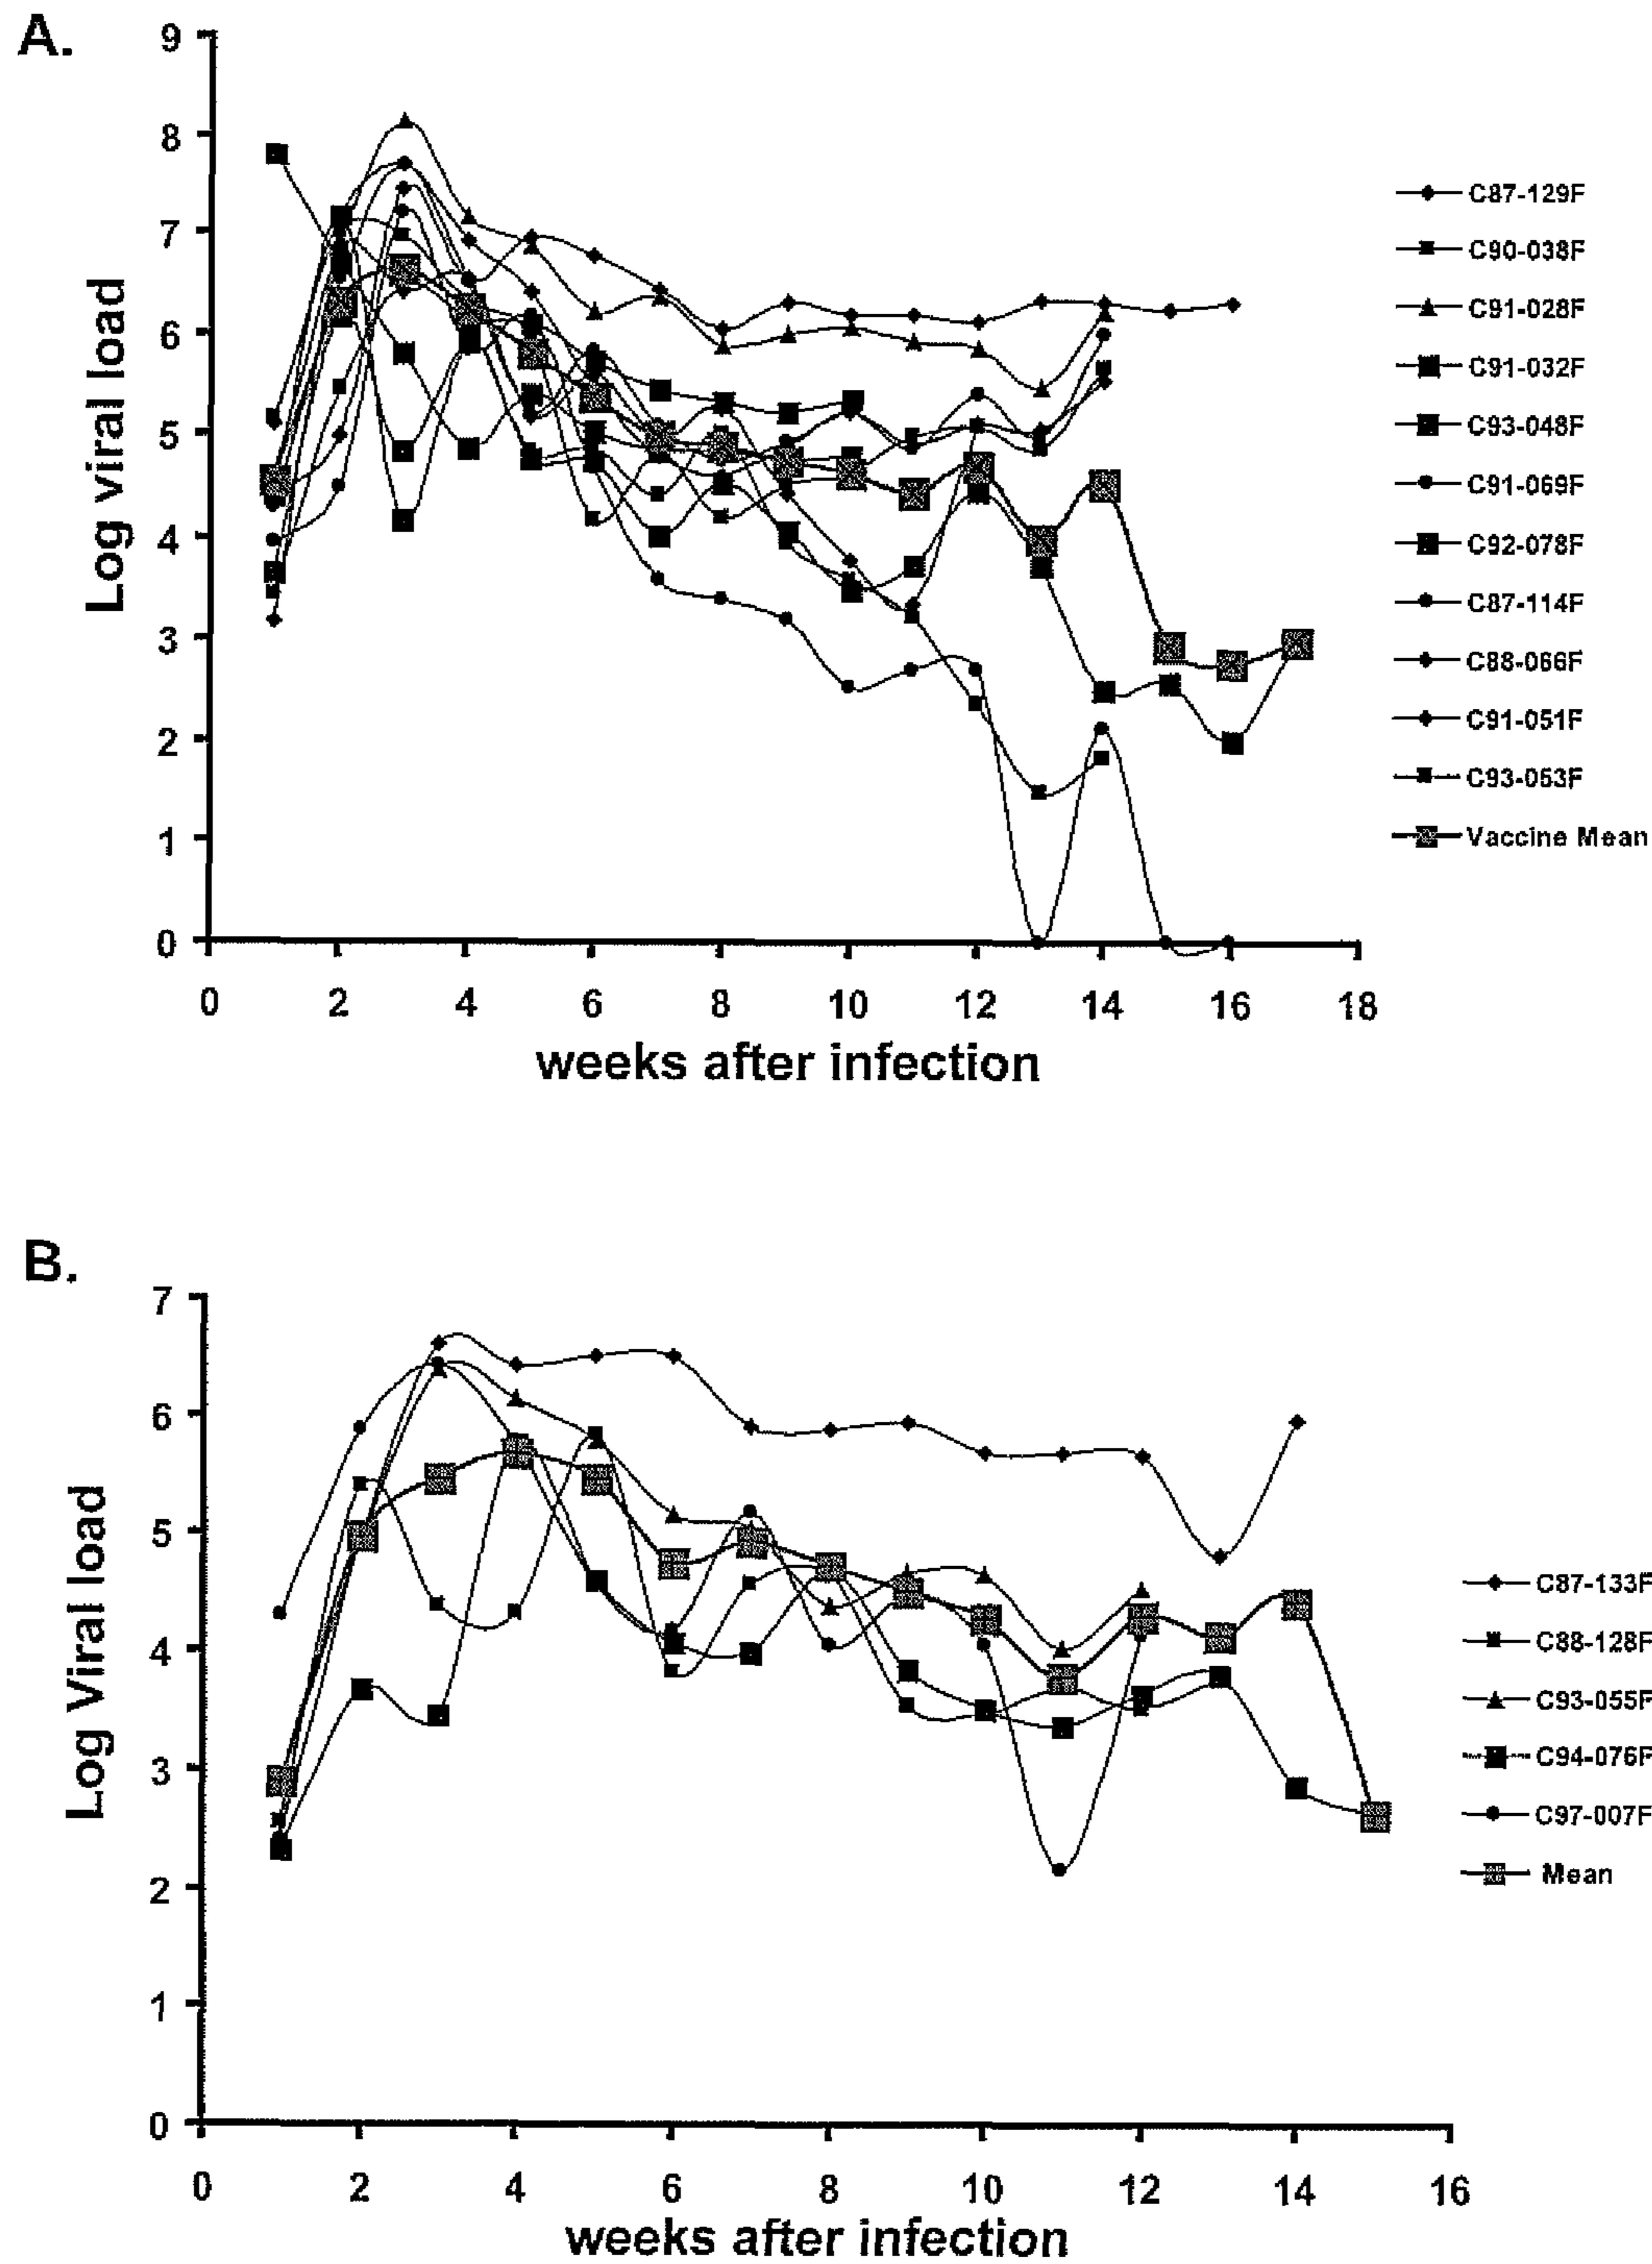 A.
Log viral load
9
8
7
6
5
4
3
2
1
0
0 2 4 6 8 10 12 14 16 18
weeks after infection
C87-129F
C90-038F
C91-028F
C91-032F
C93-048F
C91-069F
C92-078F
C87-114F
C88-066F
C91-051F
C93-053F
Vaccine Mean
B.
Log Viral load
7
6
5
4
3
2
1
0
0 2 4 6 8 10 12 14 16
weeks after infection
C87-133F
C88-128F
C93-055F
C94-076F
C97-007F
Mean